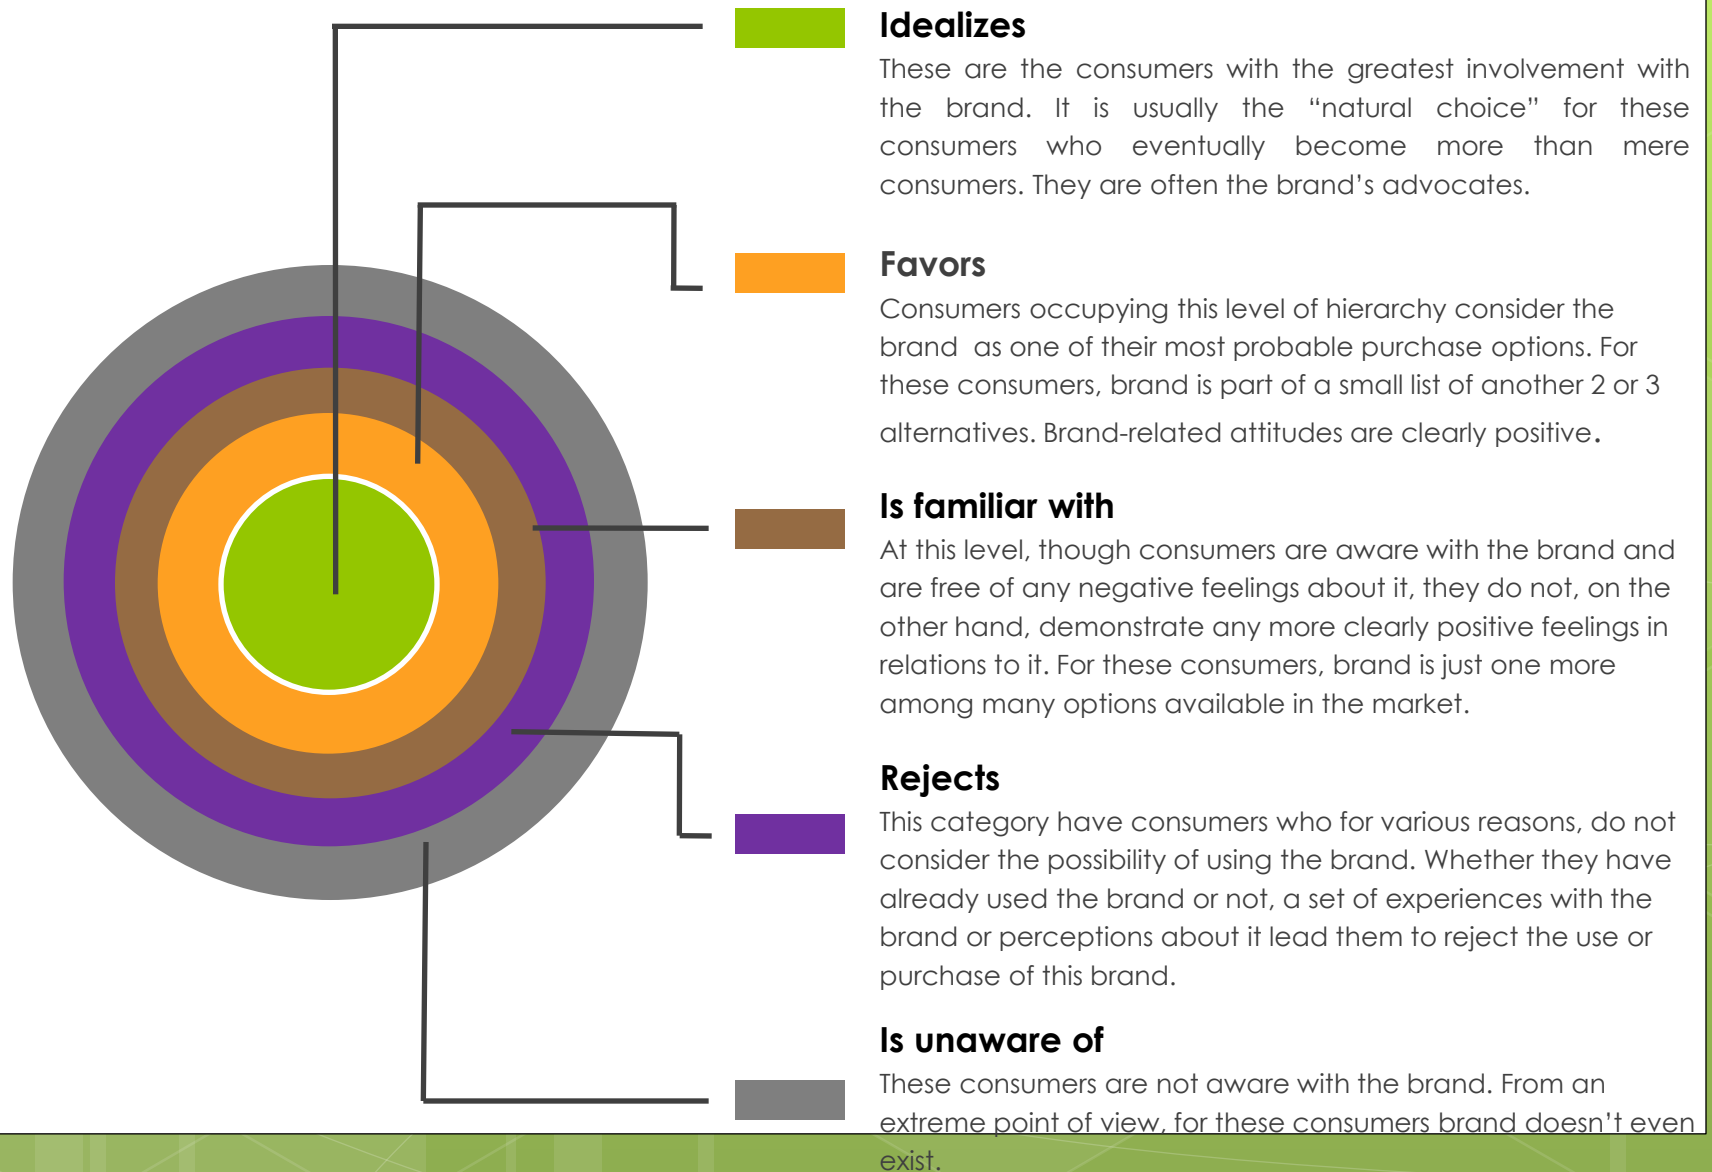 Idealizes
These are the consumers with the greatest involvement with
the brand. It is usually the “natural choice” for these
consumers who eventually become more than mere
consumers. They are often the brand’s advocates.
Favors
Consumers occupying this level of hierarchy consider the
brand as one of their most probable purchase options. For
these consumers, brand is part of a small list of another 2 or 3
alternatives. Brand-related attitudes are clearly positive.
Is familiar with
At this level, though consumers are aware with the brand and
are free of any negative feelings about it, they do not, on the
other hand, demonstrate any more clearly positive feelings in
relations to it. For these consumers, brand is just one more
among many options available in the market.
Rejects
This category have consumers who for various reasons, do not
consider the possibility of using the brand. Whether they have
already used the brand or not, a set of experiences with the
brand or perceptions about it lead them to reject the use or
purchase of this brand.
Is unaware of
These consumers are not aware with the brand. From an
extreme point of view, for these consumers brand doesn’t even
exist.